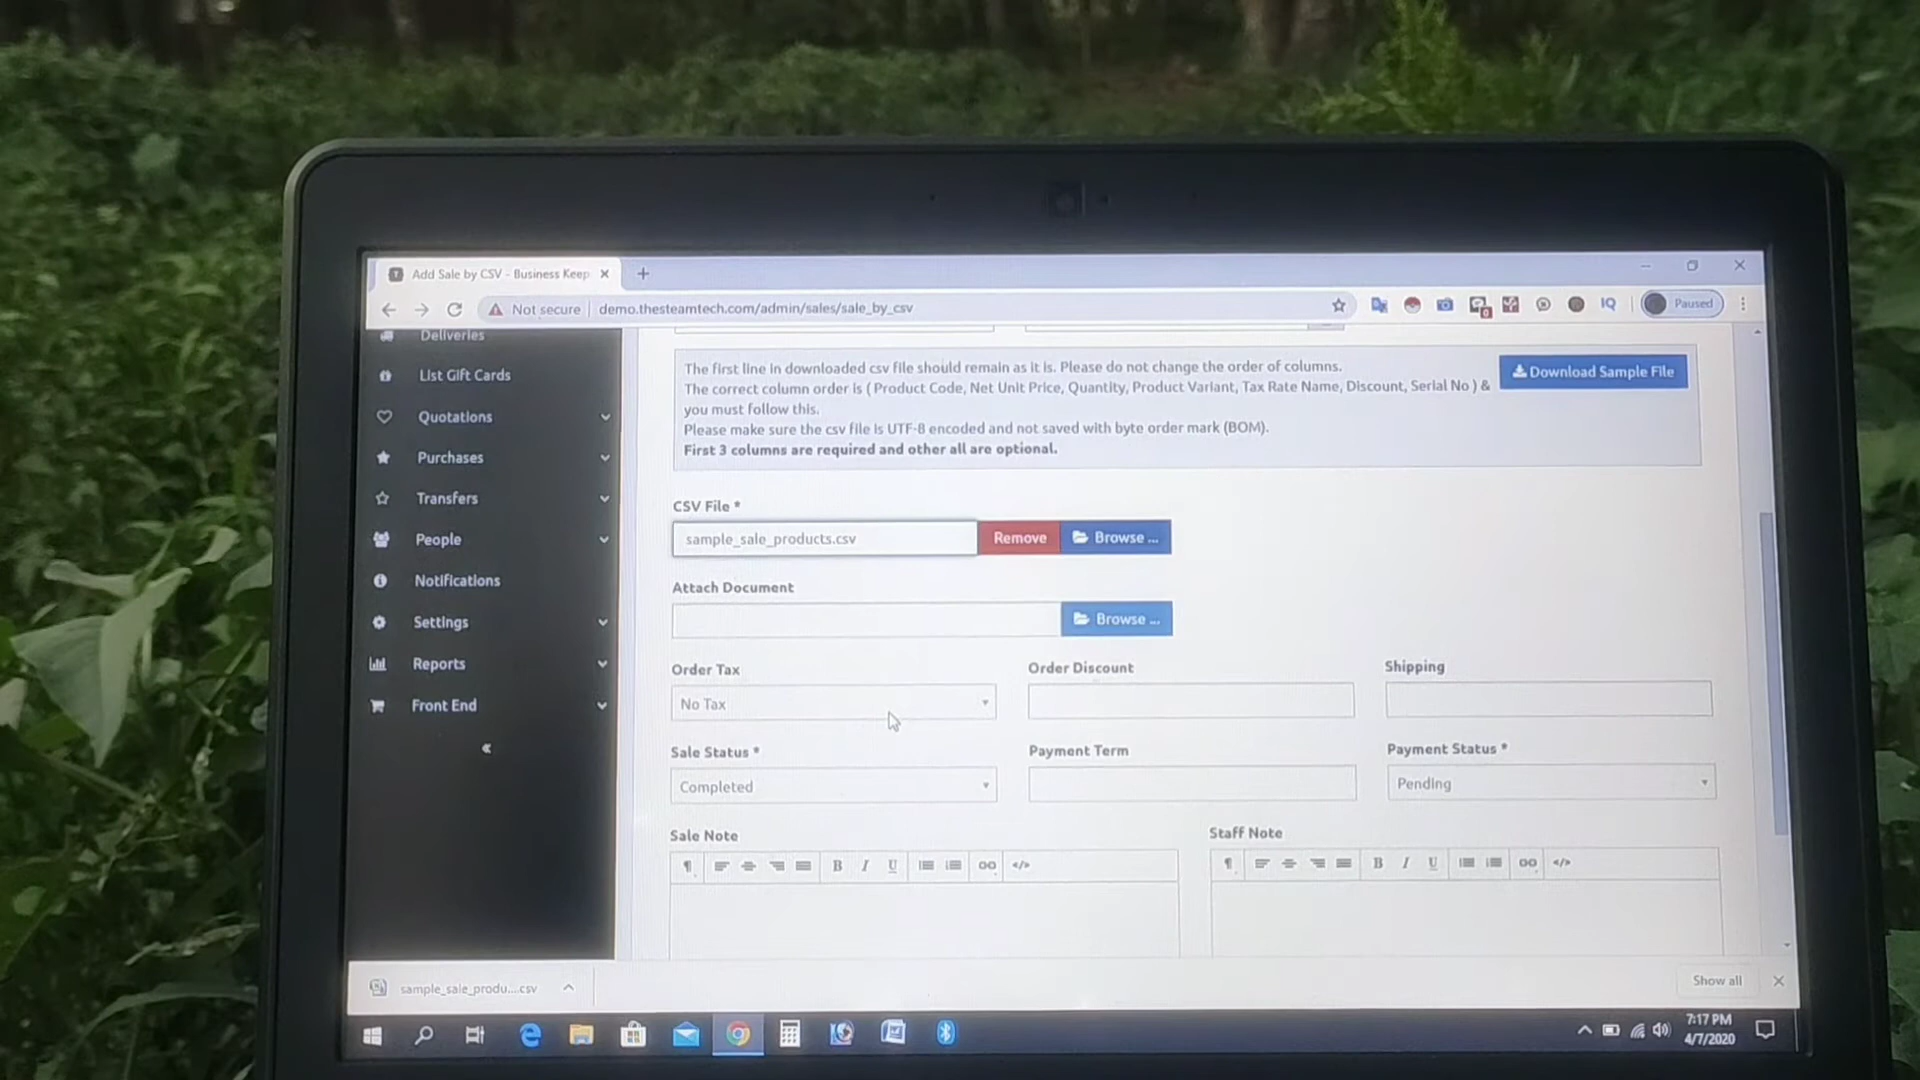 Add Sale by CSV - Business Keep
Not secure
demo.thesteamtech.com/admin/sales/sale_by_csv
IQ
Paused
Deliveries
List Gift Cards
Quotations
Purchases
Transfers
People
Notifications
Settings
Reports
Front End
The first line in downloaded csv file should remain as it is. Please do not change the order of columns.
The correct column order is ( Product Code, Net Unit Price, Quantity, Product Variant, Tax Rate Name, Discount, Serial No ) &
you must follow this.
Please make sure the csv file is UTF-8 encoded and not saved with byte order mark (BOM).
First 3 columns are required and other all are optional.
Download Sample File
CSV File *
sample_sale_products.csv
Remove
Browse ...
Attach Document
Browse ...
Order Tax
Order Discount
Shipping
No Tax
Sale Status *
Payment Term
Payment Status *
Completed
Pending
Sale Note
Staff Note
B I U
B I U
sample_sale_produ....csv
Show all
7:17 PM
4/7/2020